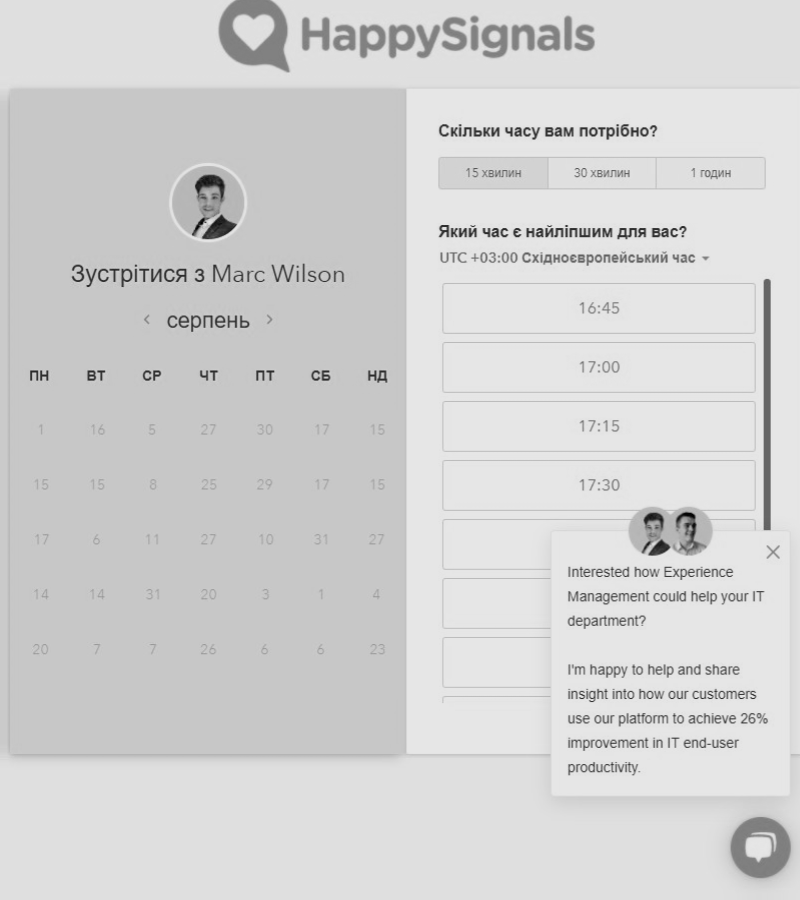 HappySignals
Зустрітися з Marc Wilson
серпень
ПН ВТ СР ЧТ ПТ СБ НД
1 16 5 27 30 17 15
15 15 8 25 29 17 15
17 6 11 27 10 31 27
14 14 31 20 3 1 4
20 7 7 26 6 6 23
Скільки часу вам потрібно?
15 хвилин 30 хвилин 1 годин
Який час є найліпшим для вас?
UTC +03:00 Східноєвропейський час
16:45
17:00
17:15
17:30
Interested how Experience
Management could help your IT
department?
I'm happy to help and share
insight into how our customers
use our platform to achieve 26%
improvement in IT end-user
productivity.